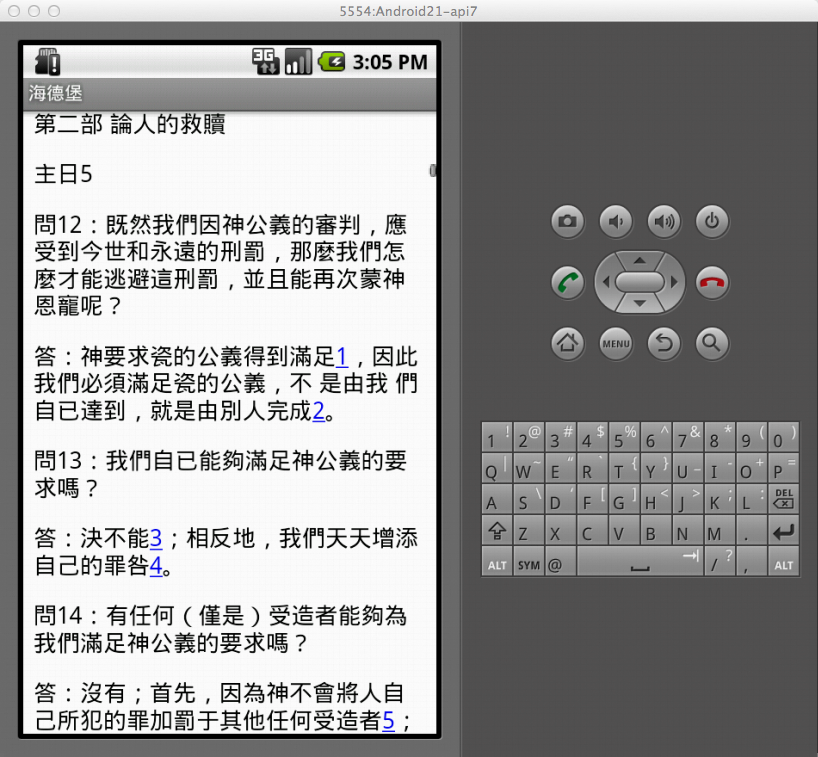 5554:Android21-api7
3G 3:05 PM
海德堡
第二部 論人的救贖
主日5
問12：既然我們因神公義的審判，應
受到今世和永遠的刑罰，那麼我們怎
麼才能逃避這刑罰，並且能再次蒙神
恩寵呢？
答：神要求瓷的公義得到滿足1，因此
我們必須滿足瓷的公義，不 是由我 們
自已達到，就是由別人完成2。
問13：我們自已能夠滿足神公義的要
求嗎？
答：決不能3；相反地，我們天天增添
自己的罪咎4。
問14：有任何（僅是）受造者能夠為
我們滿足神公義的要求嗎？
答：沒有；首先，因為神不會將人自
己所犯的罪加罰于其他任何受造者5；
MENU
1 ! 2 @ 3 # 4 $ 5 % 6 ^ 7 & 8 * 9 ( 0 )
Q | W ~ E " R ` T { Y } U _ I - O + P =
A S \ D ' F [ G ] H < J > K ; L : DEL
Z X C V B N M .
ALT SYM @ / ? , ALT